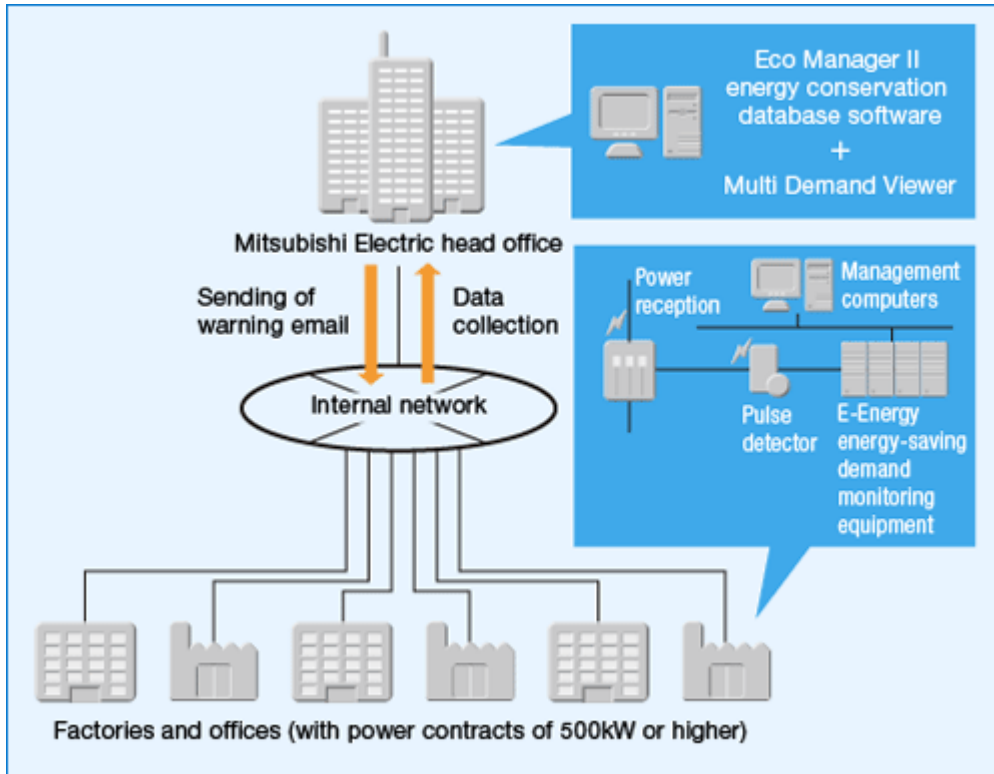 Eco Manager II
energy conservation
database software
+
Multi Demand Viewer
Mitsubishi Electric head office
Sending of
warning email
Data
collection
Internal network
Power
reception
Management
computers
Pulse
detector
E-Energy
energy-saving
demand
monitoring
equipment
Factories and offices (with power contracts of 500kW or higher)